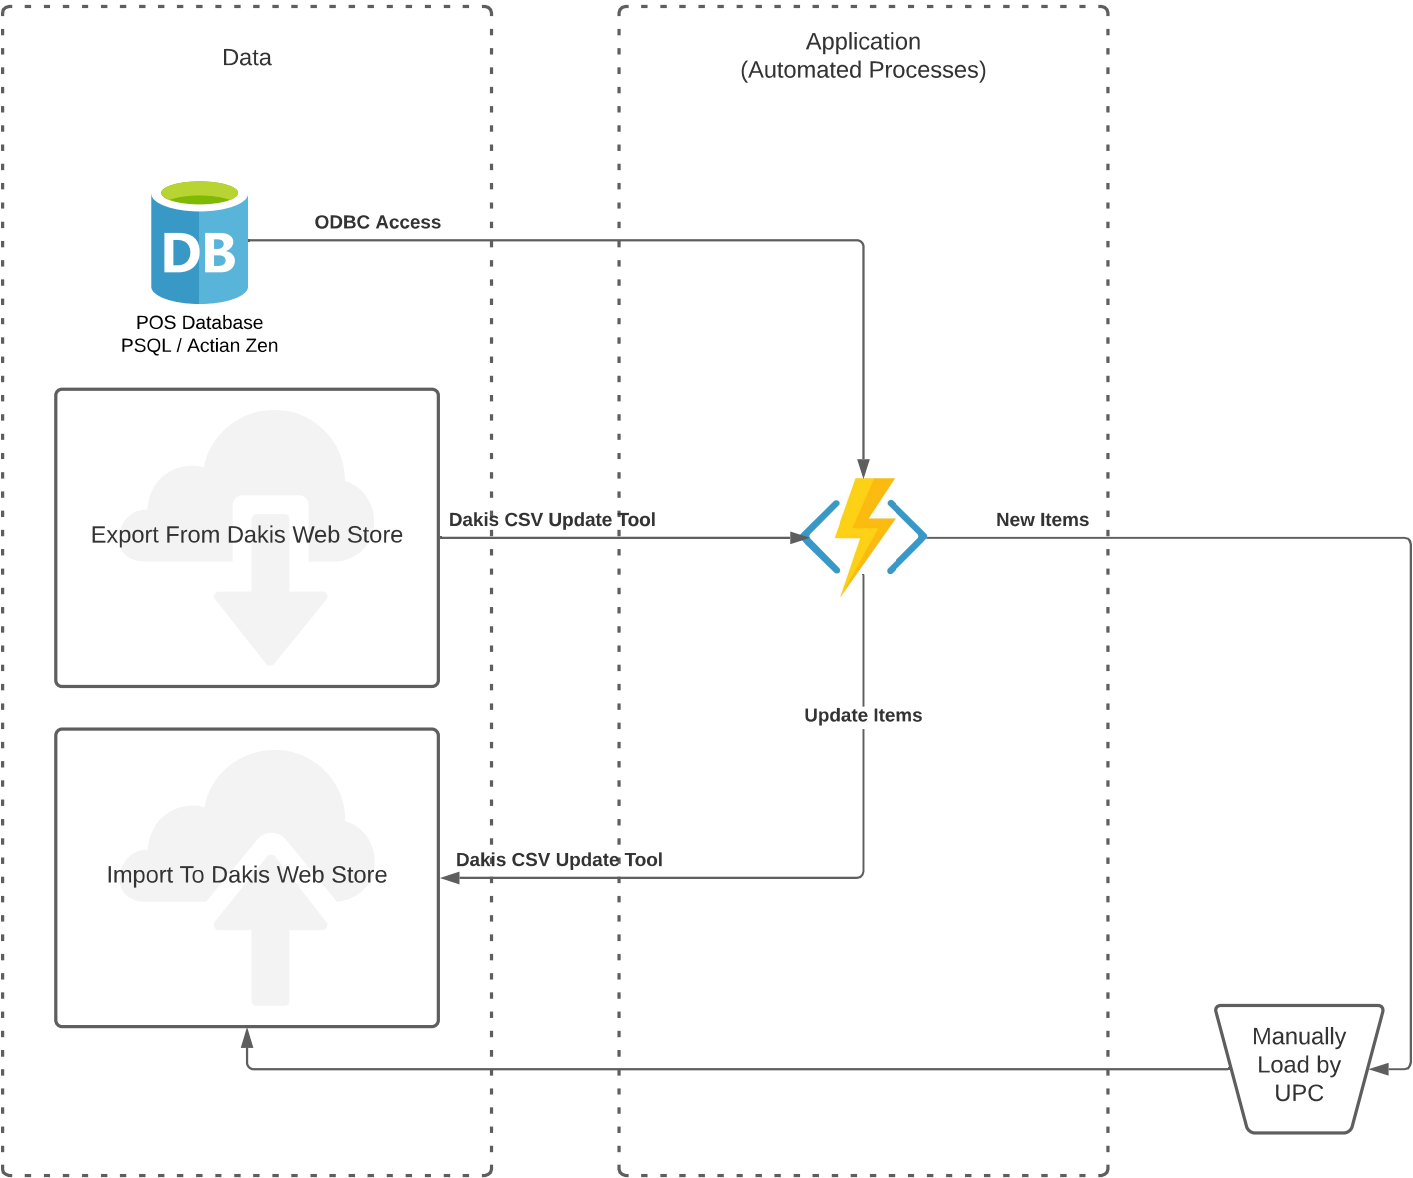 Data
Application
(Automated Processes)
ODBC Access
DB
POS Database
PSQL / Actian Zen
Export From Dakis Web Store
Dakis CSV Update Tool
New Items
Update Items
Import To Dakis Web Store
Dakis CSV Update Tool
Manually
Load by
UPC